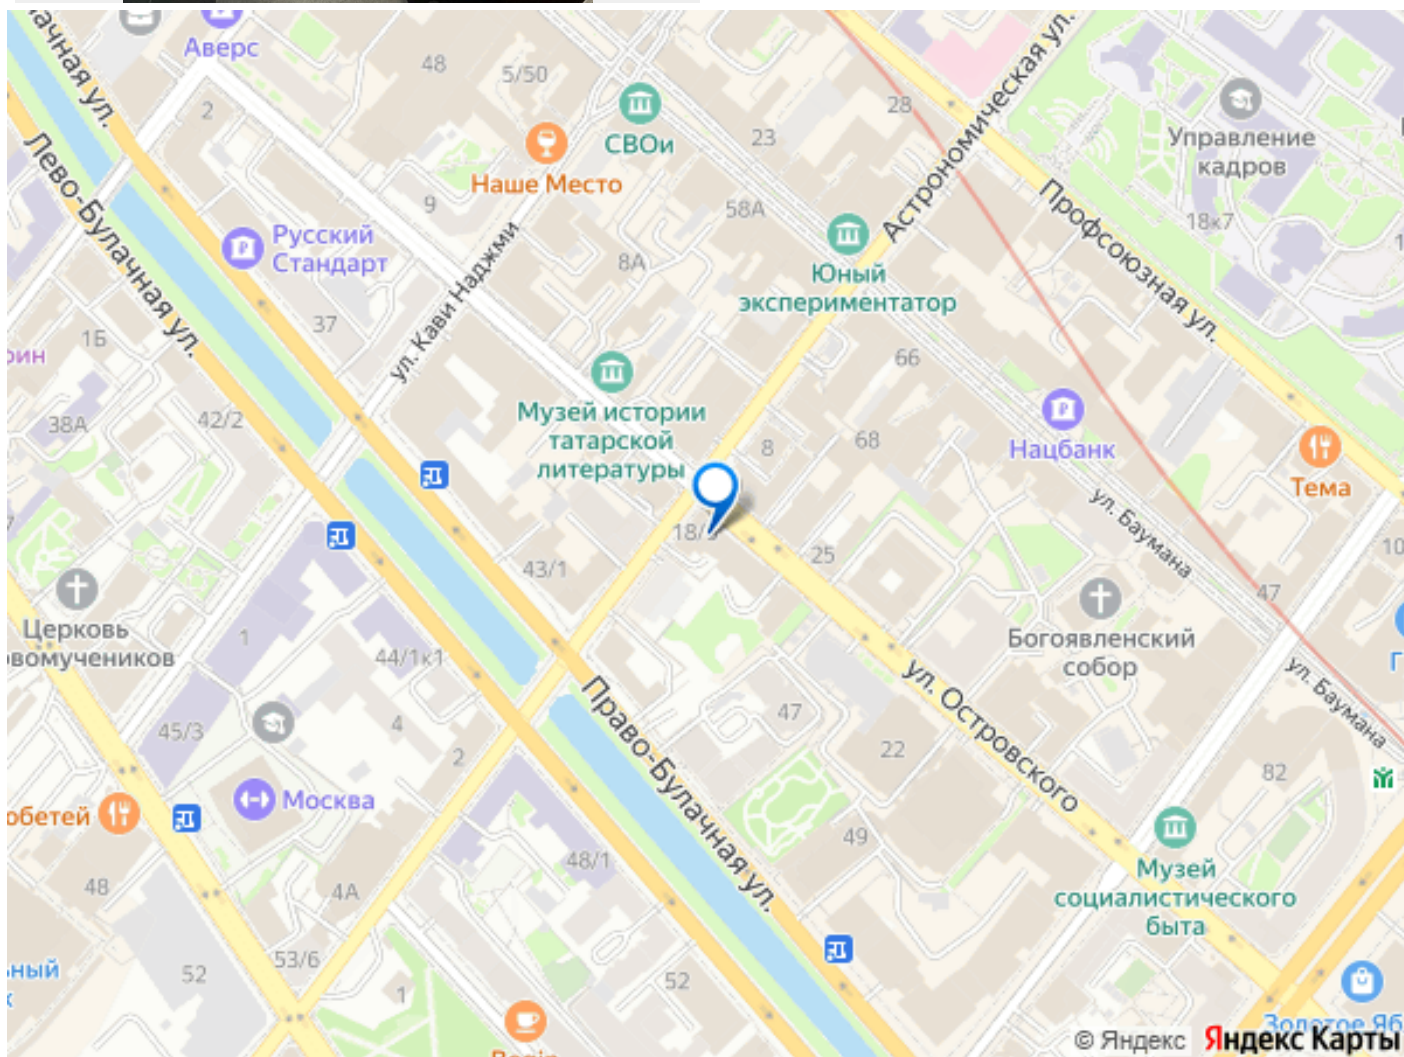 Аверс
48
5/50
2
СВОи
23
28
Управление
кадров
Наше Место
9
58А
18к7
Астрономическая ул.
Профсоюзная ул.
Русский
Стандарт
8А
Юный
экспериментатор
Лево-Булачная ул.
ул. Кави Наджми
37
1Б
66
38А
42/2
Музей истории
татарской
литературы
8
68
Нацбанк
Тема
ул. Баумана
43/1
25
47
Церковь
1
44/1к1
Богоявленский
собор
ул. Баумана
45/3
4
2
Право-Булачная ул.
47
ул. Островского
22
82
Москва
49
48/1
48
4А
Музей
социалистического
быта
53/6
52
1
52
© Яндекс
Яндекс Карты